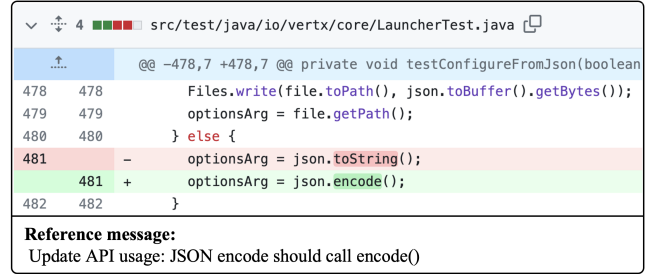 4 src/test/java/io/vertx/core/LauncherTest.java
@@ -478,7 +478,7 @@ private void testConfigureFromJson(boolean
478 478 Files.write(file.toPath(), json.toBuffer().getBytes());
479 479 optionsArg = file.getPath();
480 480 } else {
481 - optionsArg = json.toString();
481 + optionsArg = json.encode();
482 482 }
Reference message:
Update API usage: JSON encode should call encode()